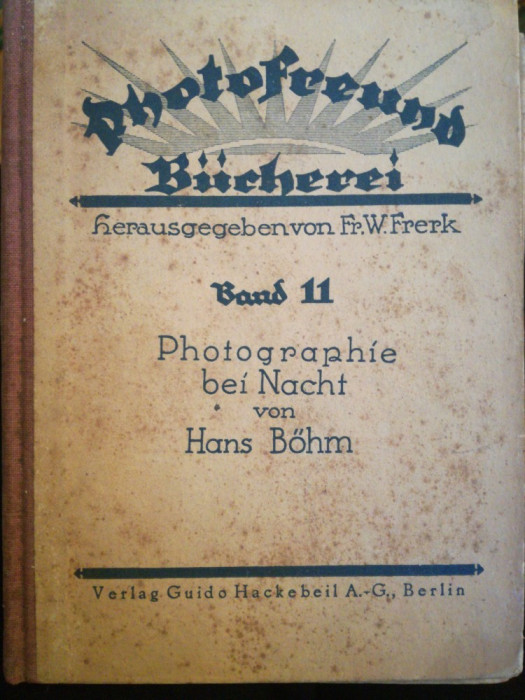 Photofreund
Bücherei
Herausgegeben von Fr. W. Frerk
Band 11
Photographie
bei Nacht
von
Hans Böhm
Verlag Guido Hackebeil A.-G., Berlin